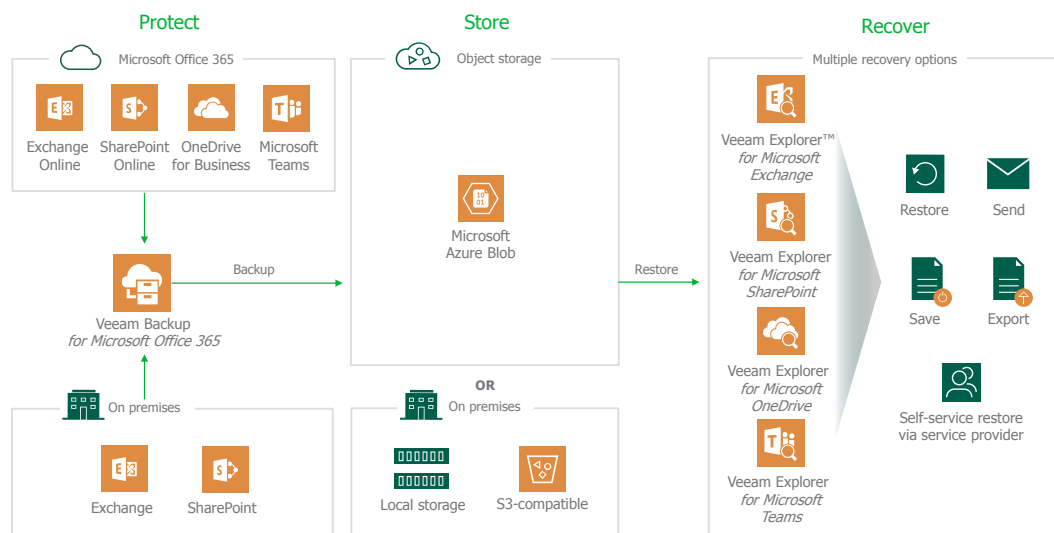 Protect
Microsoft Office 365
Exchange
Online
SharePoint
Online
OneDrive
for Business
Microsoft
Teams
Veeam Backup
for Microsoft Office 365
On premises
Exchange
SharePoint
Backup
Store
Object storage
10
01
Microsoft
Azure Blob
OR
On premises
Local storage
S3-compatible
Restore
Recover
Multiple recovery options
Veeam Explorer™
for Microsoft
Exchange
Veeam Explorer
for Microsoft
SharePoint
Veeam Explorer
for Microsoft
OneDrive
Veeam Explorer
for Microsoft
Teams
Restore
Send
Save
Export
Self-service restore
via service provider